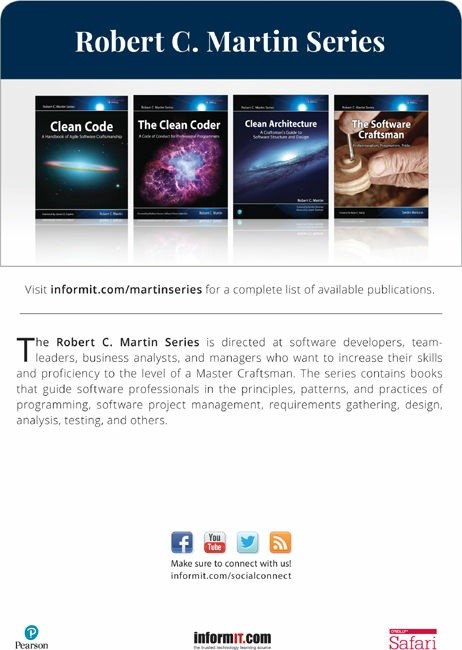 Robert C. Martin Series
Robert C. Martin Series
Clean Code
A Handbook of Agile Software Craftsmanship
Robert C. Martin
Robert C. Martin Series
The Clean Coder
A Code of Conduct for Professional Programmers
Robert C. Martin
Robert C. Martin Series
Clean Architecture
A Craftsman's Guide to
Software Structure and Design
Robert C. Martin
Robert C. Martin Series
The Software
Craftsman
Professionalism, Pragmatism, Pride
Sandro Mancuso
Visit informit.com/martinseries for a complete list of available publications.
The Robert C. Martin Series is directed at software developers, team-
leaders, business analysts, and managers who want to increase their skills
and proficiency to the level of a Master Craftsman. The series contains books
that guide software professionals in the principles, patterns, and practices of
programming, software project management, requirements gathering, design,
analysis, testing, and others.
You
Tube
Make sure to connect with us!
informit.com/socialconnect
Pearson
informIT.com
the trusted technology learning source
O'REILLY
Safari